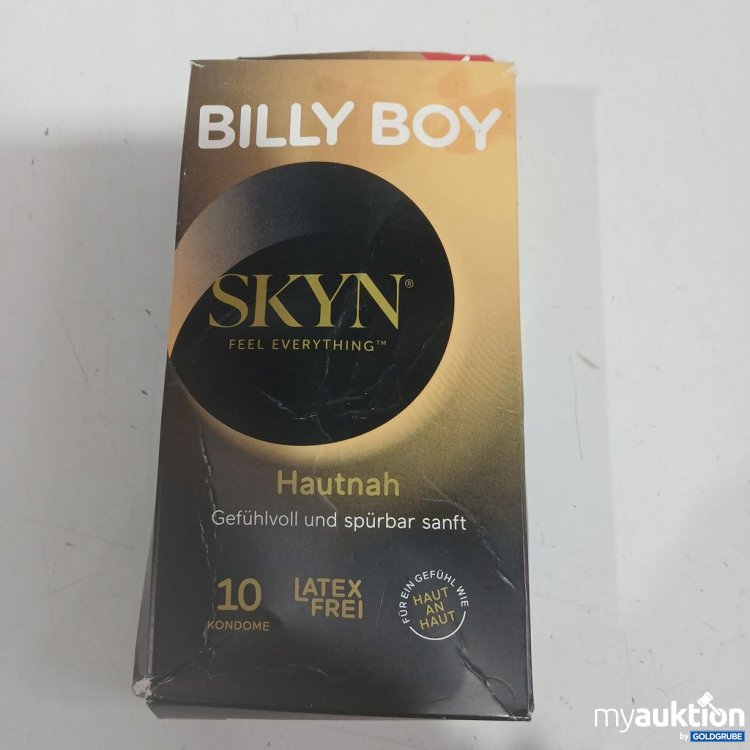 BILLY BOY
SKYN®
FEEL EVERYTHING™
Hautnah
Gefühlvoll und spürbar sanft
10
KONDOME
LATEX
FREI
FÜR EIN GEFÜHL WIE
HAUT
AN
HAUT
myauktion
by GOLDGRUBE